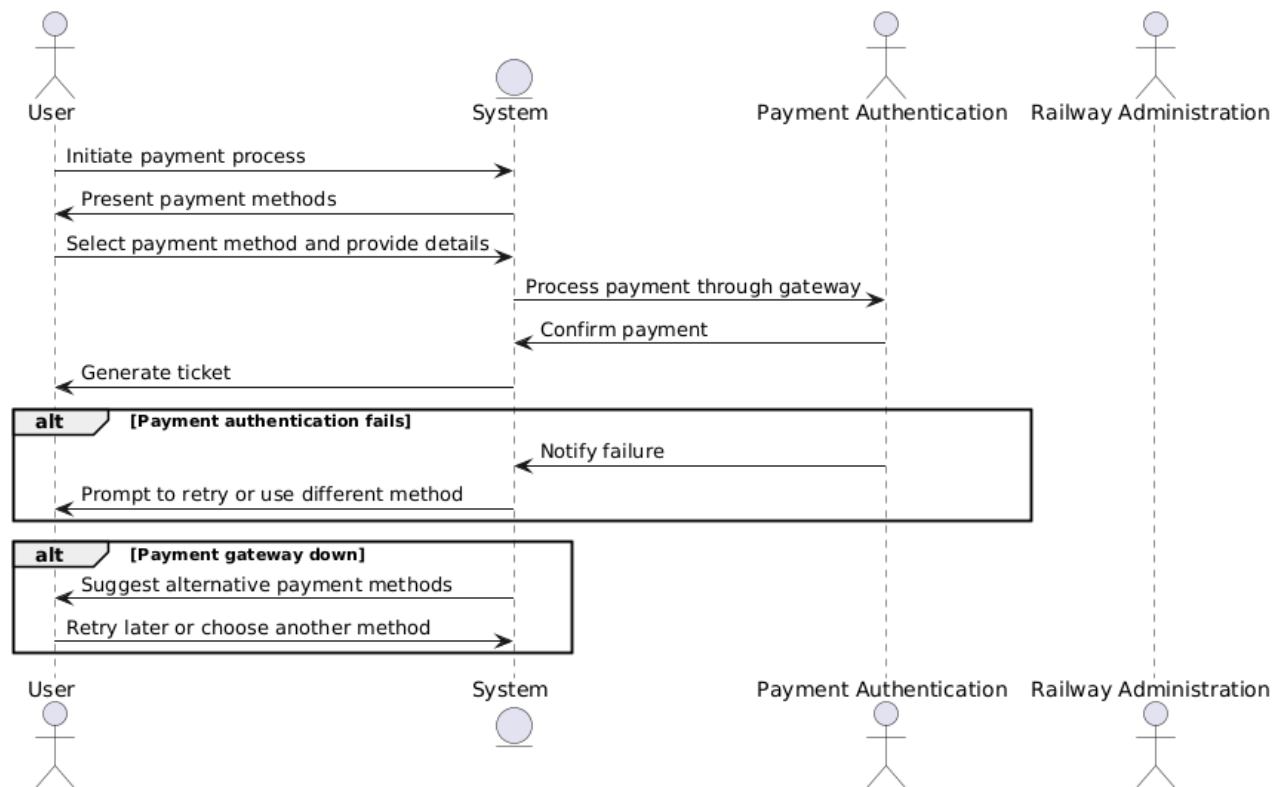 User
System
Payment Authentication
Railway Administration
Initiate payment process
Present payment methods
Select payment method and provide details
Process payment through gateway
Confirm payment
Generate ticket
alt [Payment authentication fails]
Notify failure
Prompt to retry or use different method
alt [Payment gateway down]
Suggest alternative payment methods
Retry later or choose another method
User
System
Payment Authentication
Railway Administration